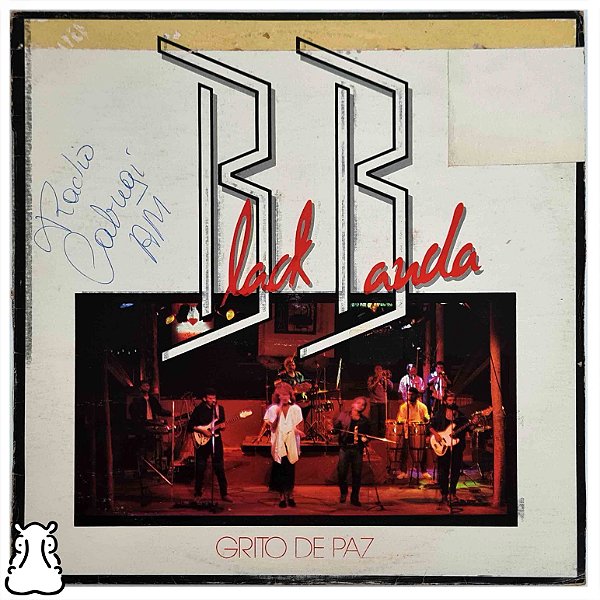 Black Banda
Radio
Cabugi
AM
GRITO DE PAZ